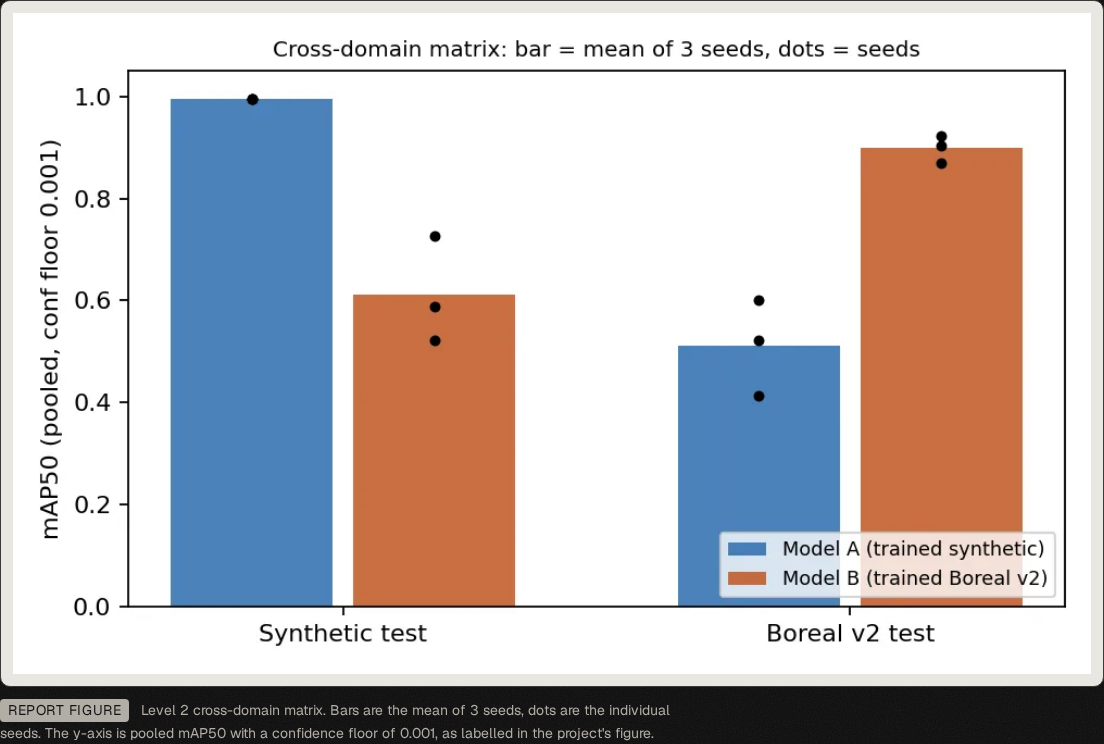 Cross-domain matrix: bar = mean of 3 seeds, dots = seeds
mAP50 (pooled, conf floor 0.001)
1.0
0.8
0.6
0.4
0.2
0.0
Model A (trained synthetic)
Model B (trained Boreal v2)
Synthetic test
Boreal v2 test
REPORT FIGURE Level 2 cross-domain matrix. Bars are the mean of 3 seeds, dots are the individual
seeds. The y-axis is pooled mAP50 with a confidence floor of 0.001, as labelled in the project's figure.